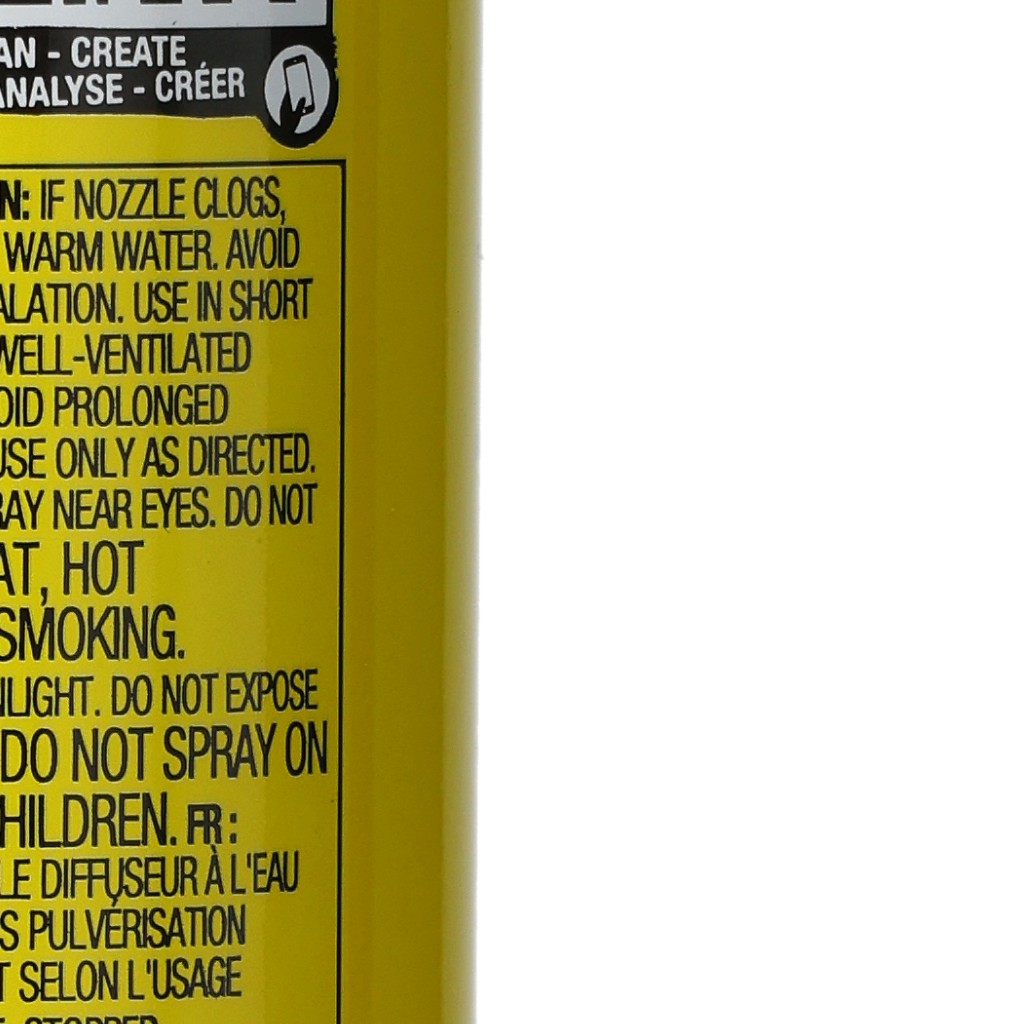 AN - CREATE
ANALYSE - CRÉER
N: IF NOZZLE CLOGS,
WARM WATER. AVOID
ALATION. USE IN SHORT
WELL-VENTILATED
OID PROLONGED
USE ONLY AS DIRECTED.
RAY NEAR EYES. DO NOT
AT, HOT
SMOKING.
NLIGHT. DO NOT EXPOSE
DO NOT SPRAY ON
HILDREN. FR :
LE DIFFUSEUR À L'EAU
S PULVÉRISATION
T SELON L'USAGE